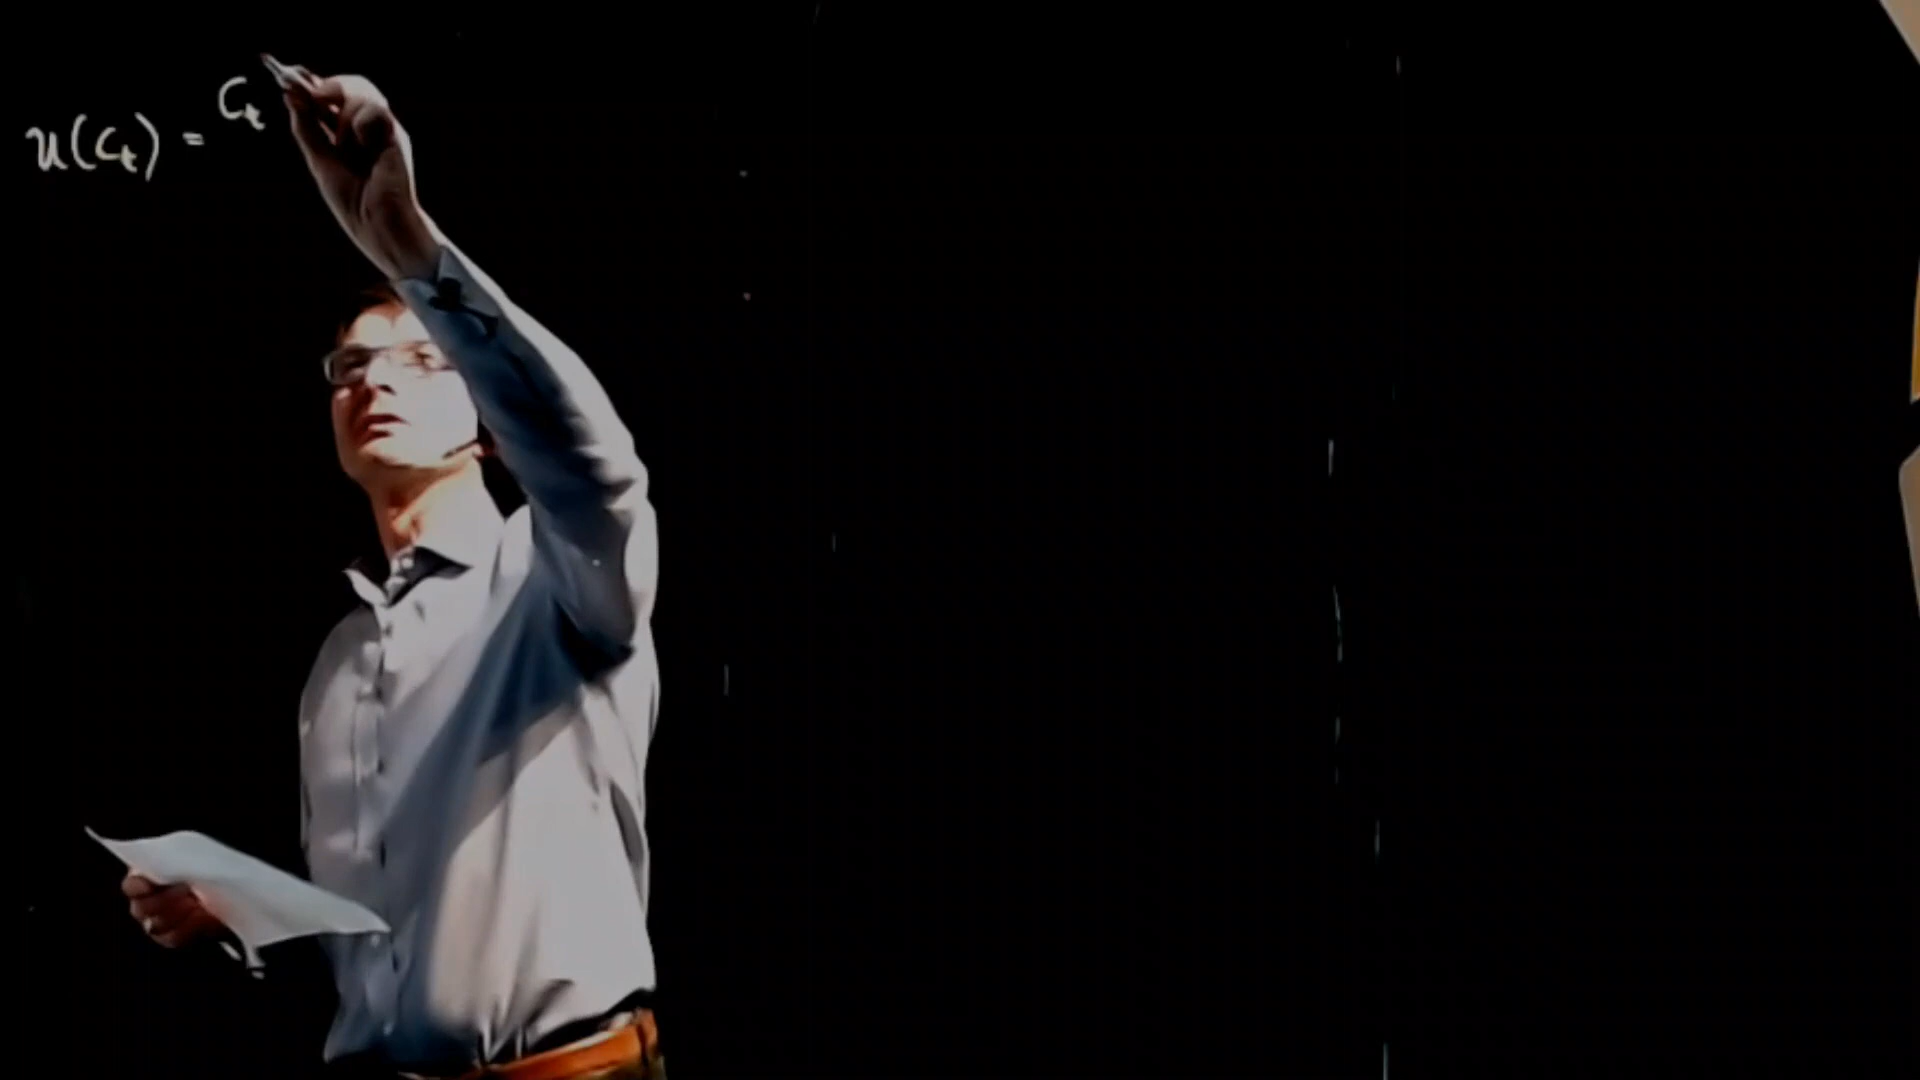 u(c_t) = c_t